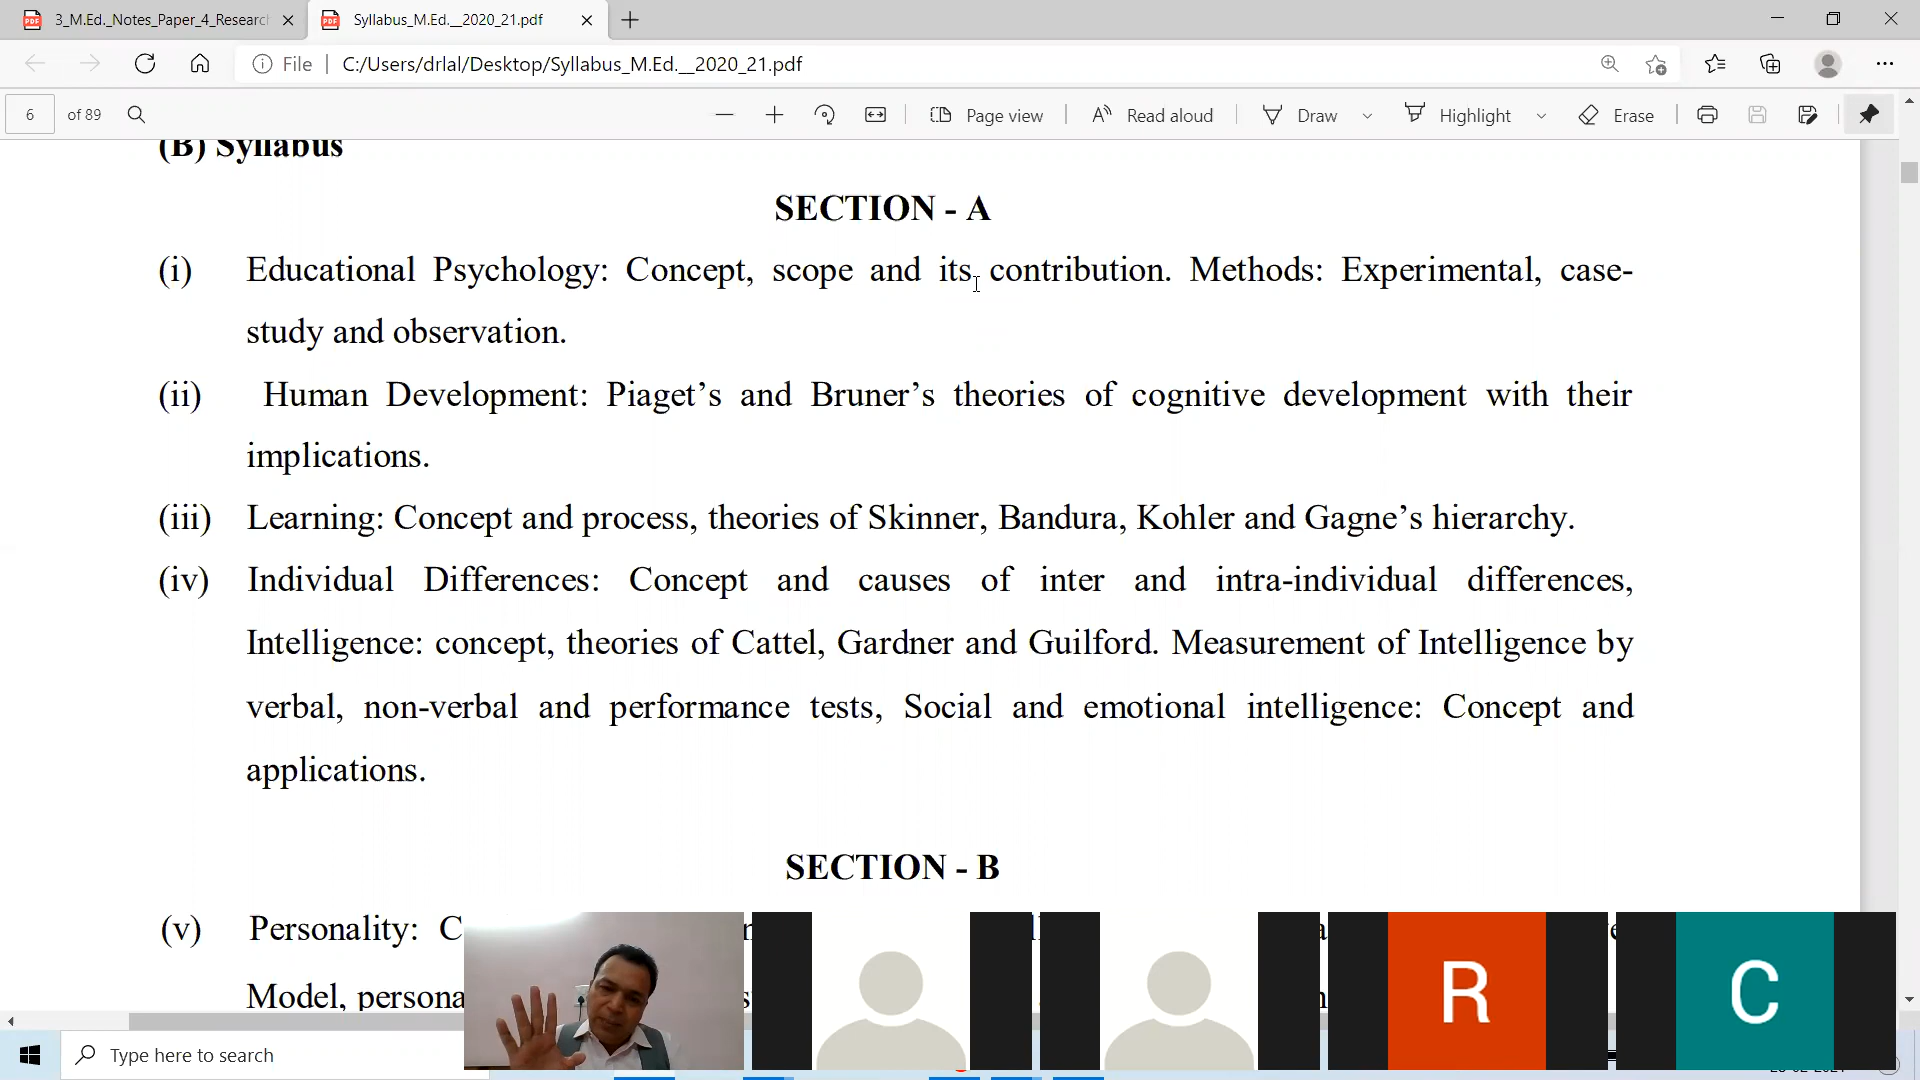 3_M.Ed._Notes_Paper_4_Research
Syllabus_M.Ed.__2020_21.pdf
File
C:/Users/drlal/Desktop/Syllabus_M.Ed.__2020_21.pdf
6 of 89
Page view
Read aloud
Draw
Highlight
Erase
(B) Syllabus
SECTION - A
(i) Educational Psychology: Concept, scope and its contribution. Methods: Experimental, case-
study and observation.
(ii) Human Development: Piaget’s and Bruner’s theories of cognitive development with their
implications.
(iii) Learning: Concept and process, theories of Skinner, Bandura, Kohler and Gagne’s hierarchy.
(iv) Individual Differences: Concept and causes of inter and intra-individual differences,
Intelligence: concept, theories of Cattel, Gardner and Guilford. Measurement of Intelligence by
verbal, non-verbal and performance tests, Social and emotional intelligence: Concept and
applications.
SECTION - B
(v) Personality: C
Model, persona
R
C
Type here to search